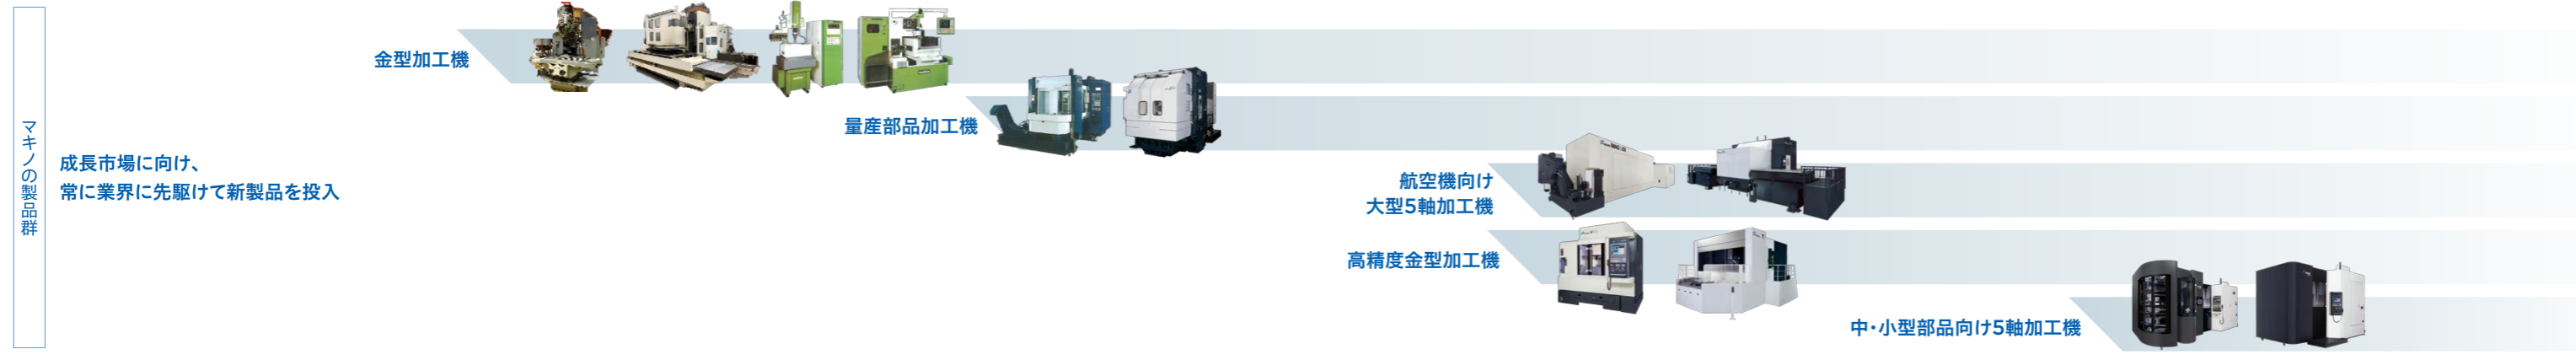 マキノの製品群
成長市場に向け、
常に業界に先駆けて新製品を投入
金型加工機
量産部品加工機
航空機向け
大型5軸加工機
高精度金型加工機
中・小型部品向け5軸加工機